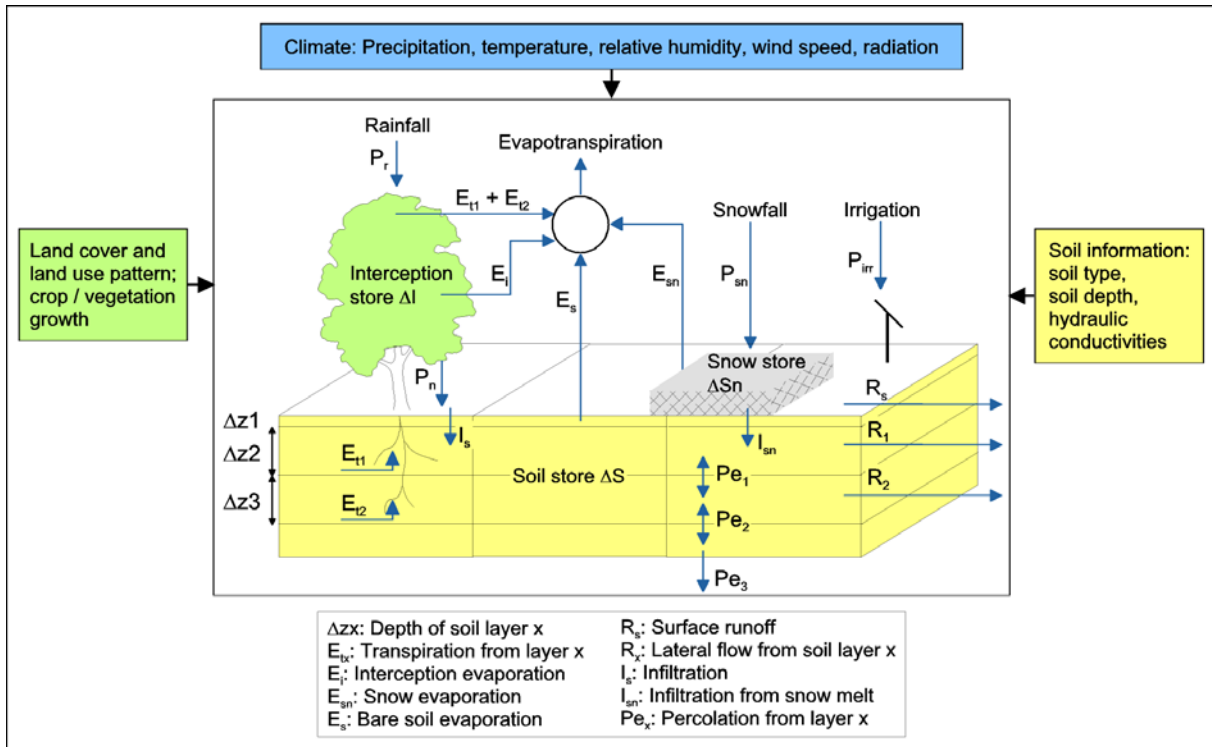 Climate: Precipitation, temperature, relative humidity, wind speed, radiation
Rainfall
Pr
Evapotranspiration
Et1 + Et2
Snowfall
Irrigation
Land cover and
land use pattern;
crop / vegetation
growth
Interception
store ΔI
Ei
Es
Esn
Psn
Pirr
Soil information:
soil type,
soil depth,
hydraulic
conductivities
Pn
Snow store
ΔSn
Rs
Δz1
Is
Isn
R1
Δz2
Et1
Soil store ΔS
Pe1
R2
Δz3
Et2
Pe2
Pe3
Δzx: Depth of soil layer x
Etx: Transpiration from layer x
Ei: Interception evaporation
Esn: Snow evaporation
Es: Bare soil evaporation
Rs: Surface runoff
Rx: Lateral flow from soil layer x
Is: Infiltration
Isn: Infiltration from snow melt
Pex: Percolation from layer x